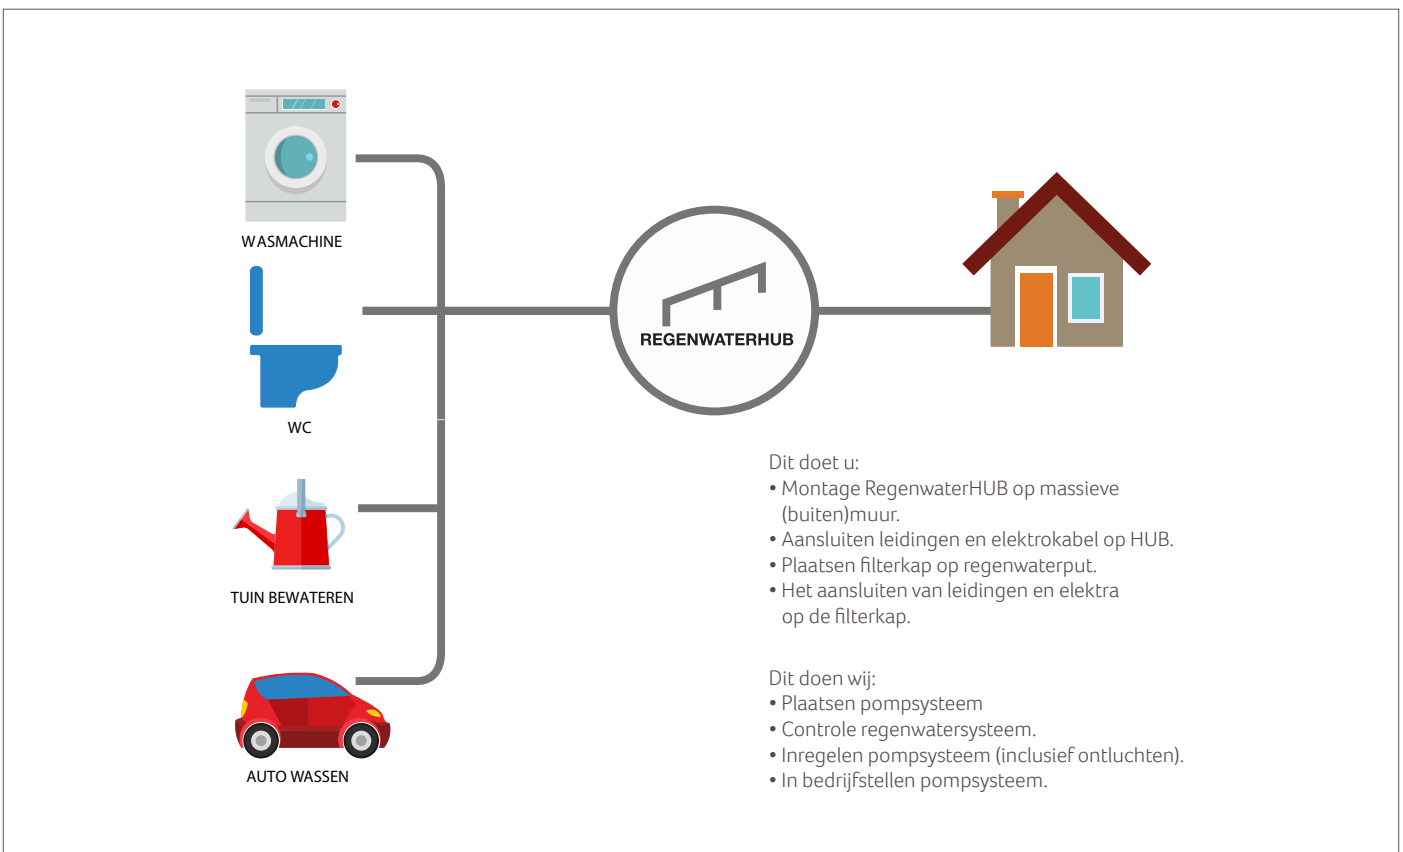 WASMACHINE
WC
TUIN BEWATEREN
AUTO WASSEN
REGENWATERHUB
Dit doet u:
• Montage RegenwaterHUB op massieve
(buiten)muur.
• Aansluiten leidingen en elektrokabel op HUB.
• Plaatsen filterkap op regenwaterput.
• Het aansluiten van leidingen en elektra
op de filterkap.
Dit doen wij:
• Plaatsen pompsysteem
• Controle regenwatersysteem.
• Inregelen pompsysteem (inclusief ontluchten).
• In bedrijfstellen pompsysteem.